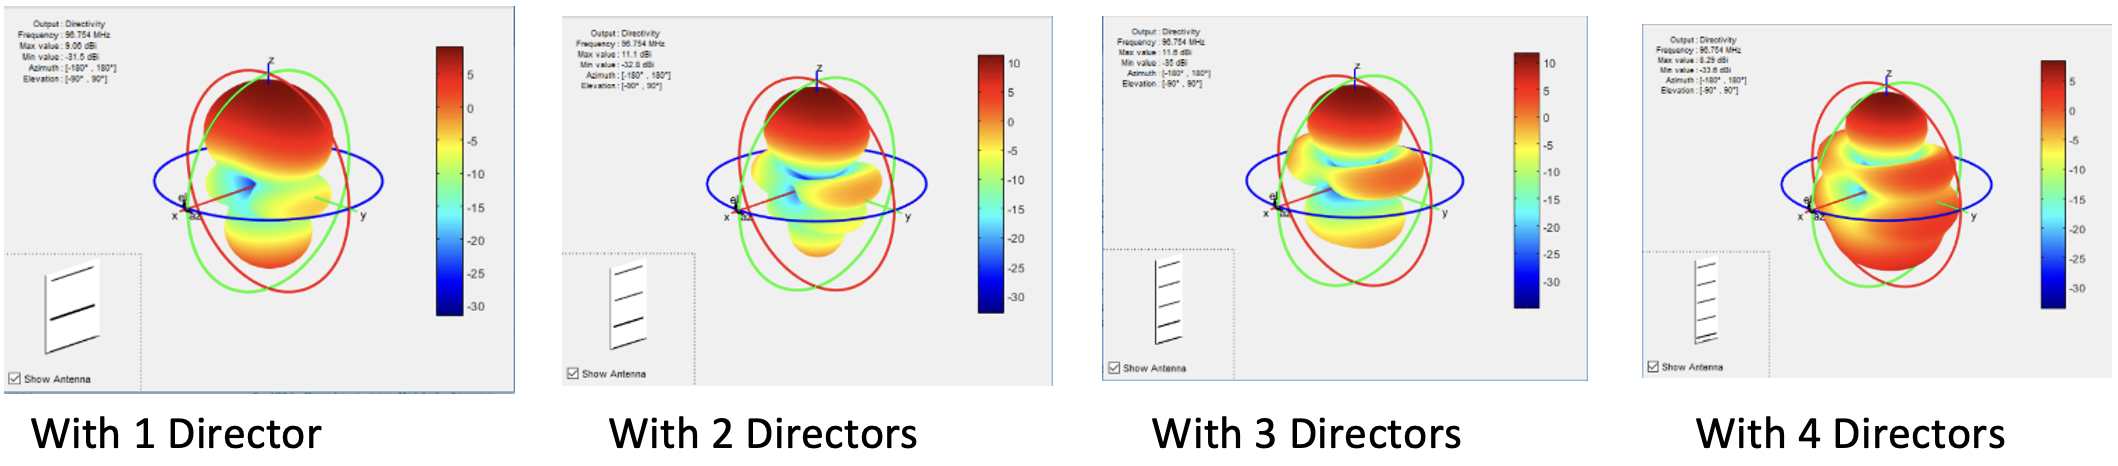 Output : Directivity
Frequency : 96.754 MHz
Max value : 9.06 dBi
Min value : -31.5 dBi
Azimuth : [-180° , 180°]
Elevation : [-90° , 90°]
z
x
az
el
y
5
0
-5
-10
-15
-20
-25
-30
Show Antenna
With 1 Director
Output : Directivity
Frequency : 96.754 MHz
Max value : 11.1 dBi
Min value : -32.8 dBi
Azimuth : [-180° , 180°]
Elevation : [-90° , 90°]
z
x
az
el
y
10
5
0
-5
-10
-15
-20
-25
-30
Show Antenna
With 2 Directors
Output : Directivity
Frequency : 96.754 MHz
Max value : 11.6 dBi
Min value : -35 dBi
Azimuth : [-180° , 180°]
Elevation : [-90° , 90°]
z
x
az
el
y
10
5
0
-5
-10
-15
-20
-25
-30
Show Antenna
With 3 Directors
Output : Directivity
Frequency : 96.754 MHz
Max value : 8.29 dBi
Min value : -33.6 dBi
Azimuth : [-180° , 180°]
Elevation : [-90° , 90°]
z
x
az
el
y
5
0
-5
-10
-15
-20
-25
-30
Show Antenna
With 4 Directors